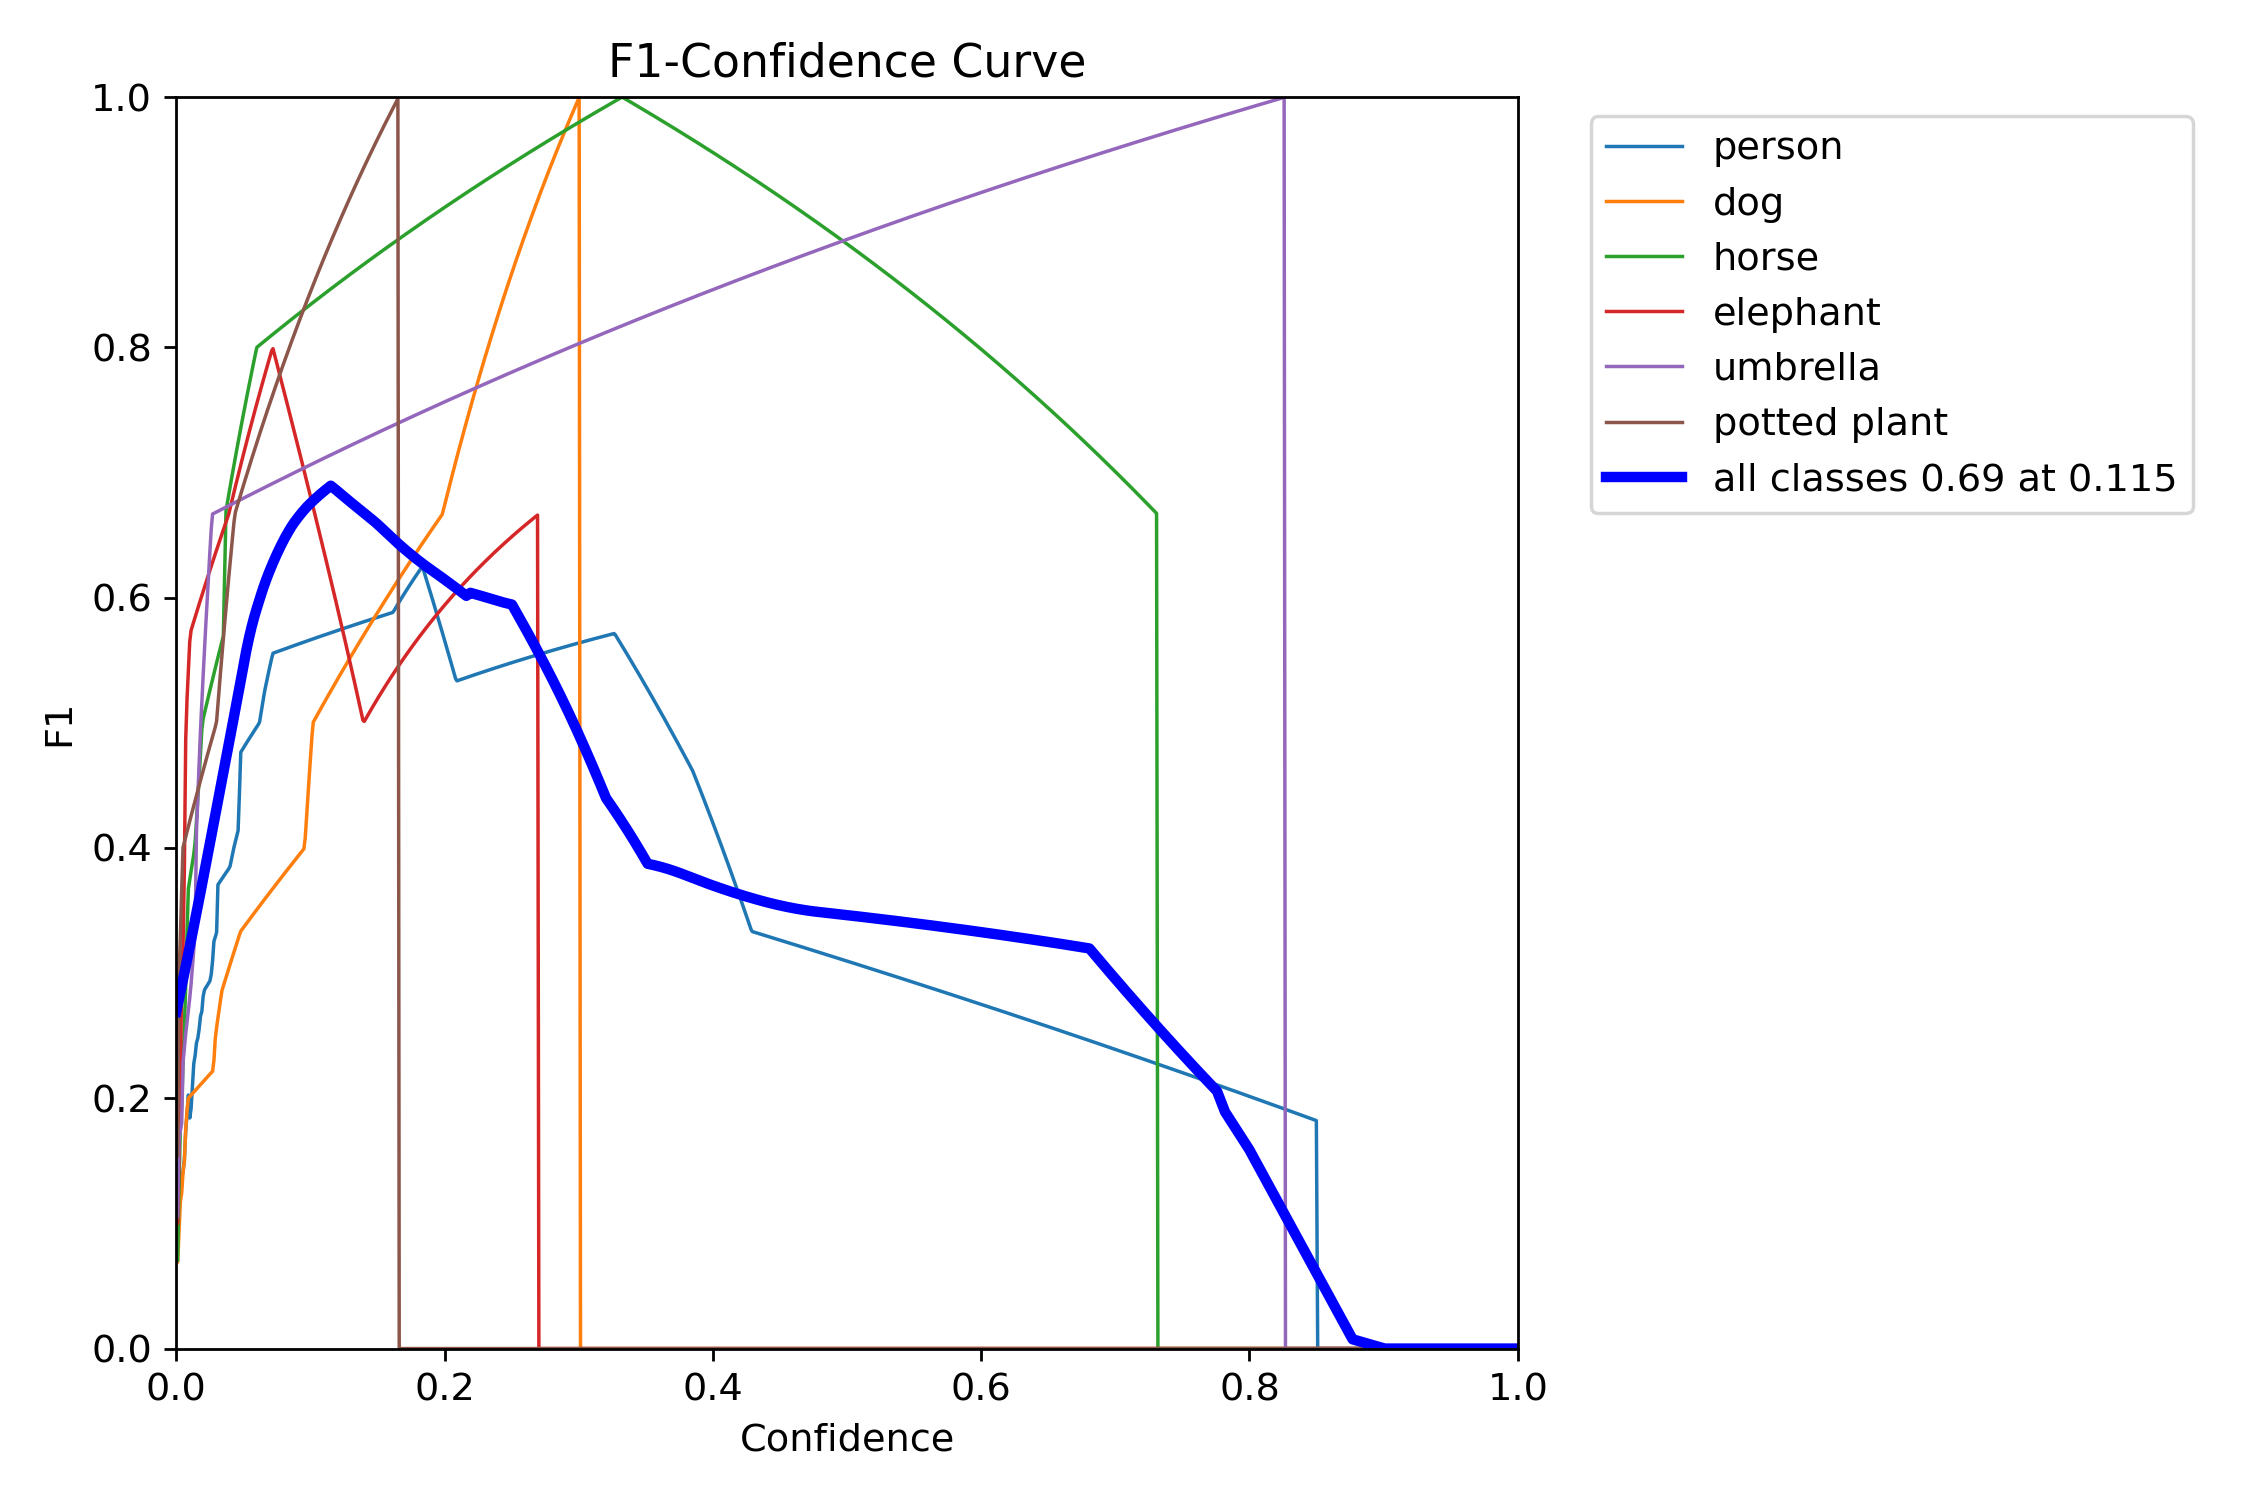 F1-Confidence Curve
1.0
0.8
0.6
0.4
0.2
0.0
F1
0.0 0.2 0.4 0.6 0.8 1.0
Confidence
person
dog
horse
elephant
umbrella
potted plant
all classes 0.69 at 0.115